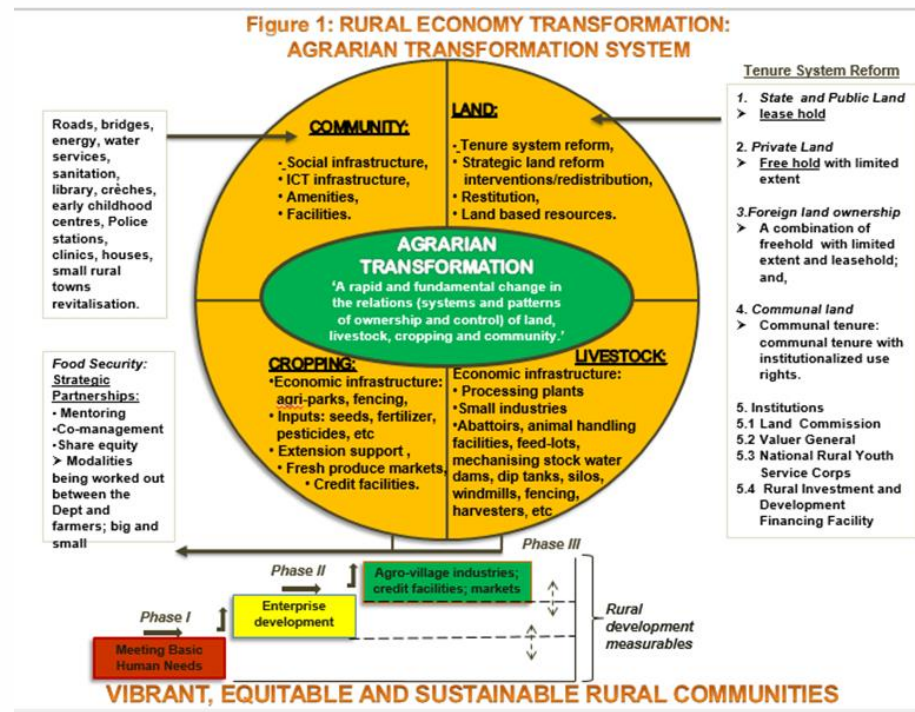 Figure 1: RURAL ECONOMY TRANSFORMATION:
AGRARIAN TRANSFORMATION SYSTEM
Roads, bridges,
energy, water
services,
sanitation,
library, crèches,
early childhood
centres, Police
stations,
clinics, houses,
small rural
towns
revitalisation.
COMMUNITY:
- Social infrastructure,
• ICT infrastructure,
• Amenities,
• Facilities.
LAND:
- Tenure system reform,
• Strategic land reform
interventions/redistribution,
• Restitution,
• Land based resources.
AGRARIAN
TRANSFORMATION
‘A rapid and fundamental change in
the relations (systems and patterns
of ownership and control) of land,
livestock, cropping and community.’
CROPPING:
•Economic infrastructure:
agri-parks, fencing,
• Inputs: seeds, fertilizer,
pesticides, etc
• Extension support ,
• Fresh produce markets,
• Credit facilities.
LIVESTOCK:
Economic infrastructure:
• Processing plants
•Small industries
•Abattoirs, animal handling
facilities, feed-lots,
mechanising stock water
dams, dip tanks, silos,
windmills, fencing,
harvesters, etc
Tenure System Reform
1. State and Public Land
➢ lease hold
2. Private Land
➢ Free hold with limited
extent
3.Foreign land ownership
➢ A combination of
freehold with limited
extent and leasehold;
and,
4. Communal land
➢ Communal tenure:
communal tenure with
institutionalized use
rights.
5. Institutions
5.1 Land Commission
5.2 Valuer General
5.3 National Rural Youth
Service Corps
5.4 Rural Investment and
Development
Financing Facility
Food Security:
Strategic
Partnerships:
• Mentoring
•Co-management
•Share equity
➢ Modalities
being worked out
between the
Dept and
farmers; big and
small
Phase I
Meeting Basic
Human Needs
Phase II
Enterprise
development
Phase III
Agro-village industries;
credit facilities; markets
Rural
development
measurables
VIBRANT, EQUITABLE AND SUSTAINABLE RURAL COMMUNITIES